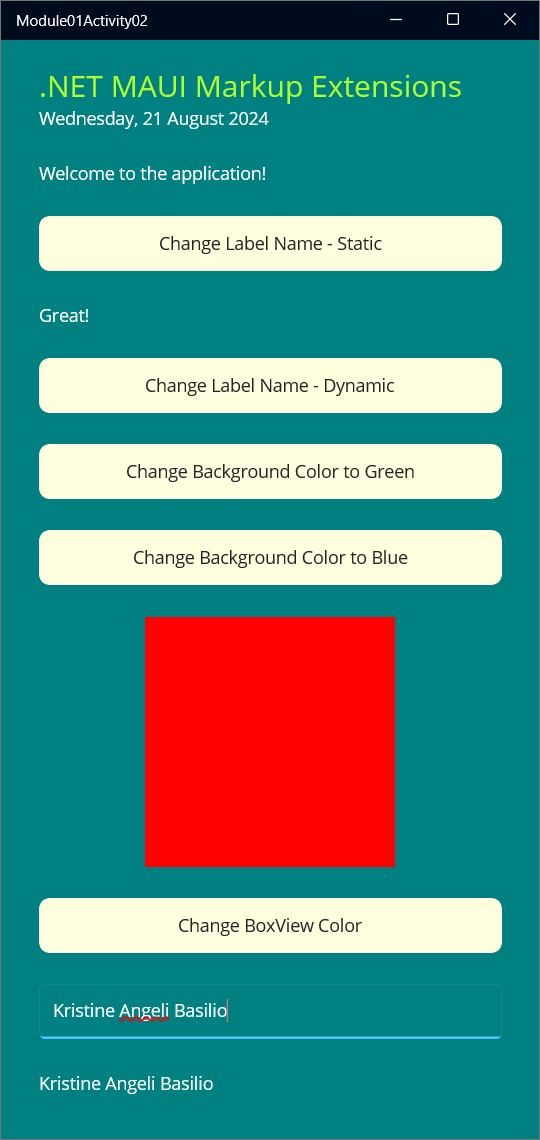 Module01Activity02
.NET MAUI Markup Extensions
Wednesday, 21 August 2024
Welcome to the application!
Change Label Name - Static
Great!
Change Label Name - Dynamic
Change Background Color to Green
Change Background Color to Blue
Change BoxView Color
Kristine Angeli Basilio
Kristine Angeli Basilio